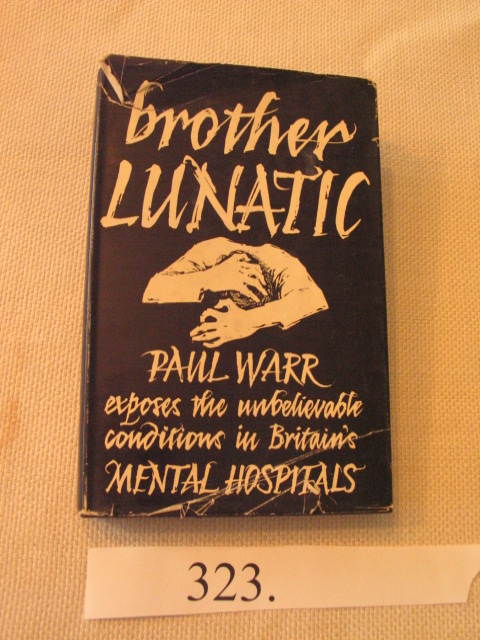 brother
LUNATIC
PAUL WARR
exposes the unbelievable
conditions in Britain's
MENTAL HOSPITALS
323.